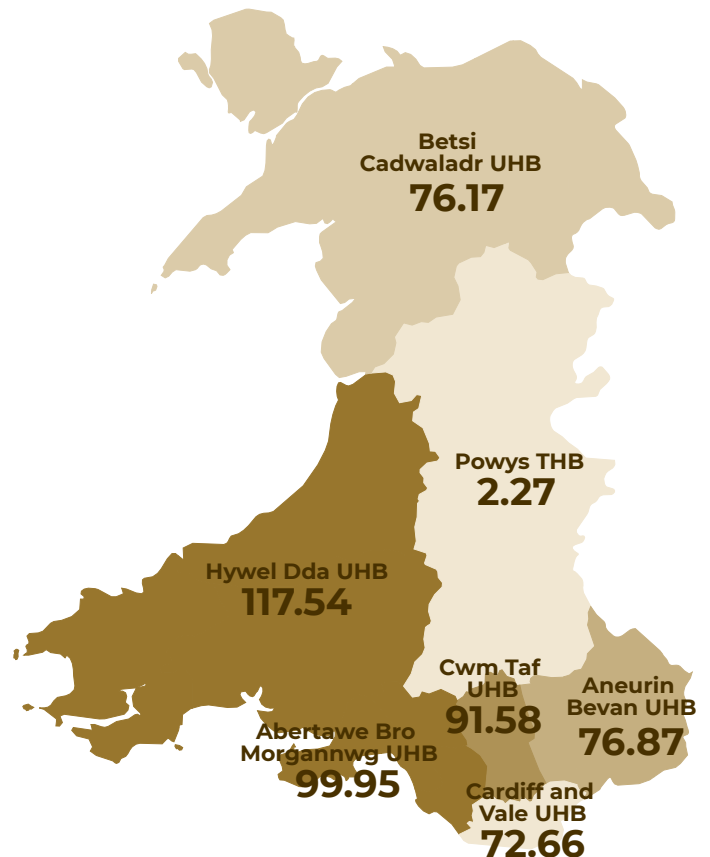 Betsi
Cadwaladr UHB
76.17
Powys THB
2.27
Hywel Dda UHB
117.54
Cwm Taf
UHB
91.58
Aneurin
Bevan UHB
76.87
Abertawe Bro
Morgannwg UHB
99.95
Cardiff and
Vale UHB
72.66